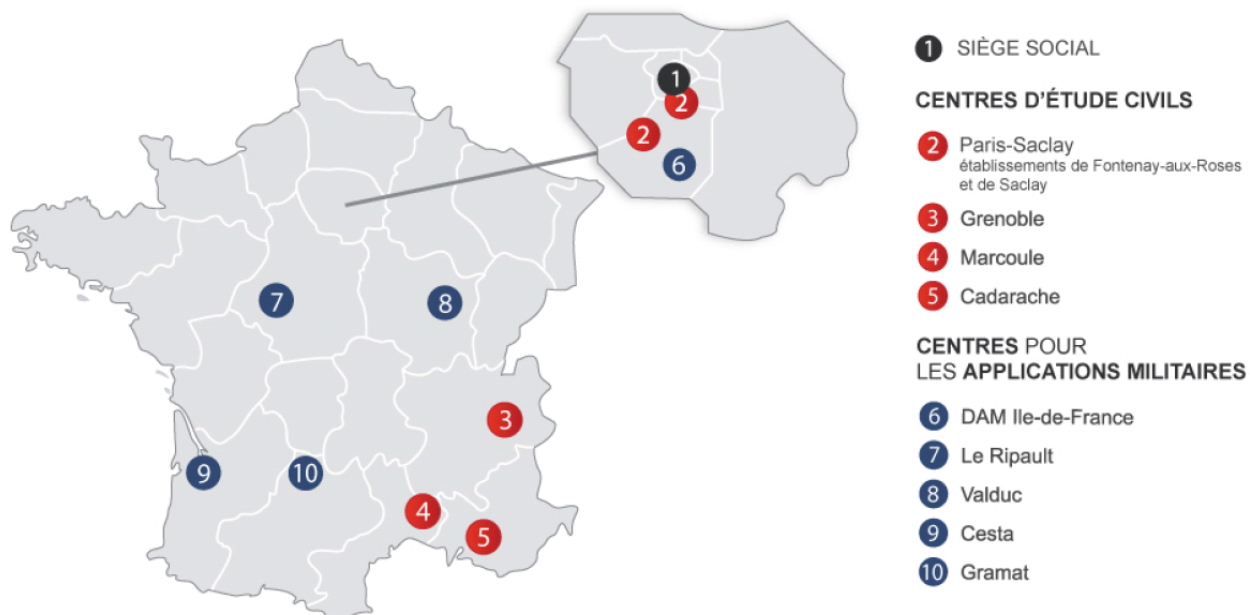 1
2
2
6
7
8
3
9
10
4
5
1 SIÈGE SOCIAL
CENTRES D'ÉTUDE CIVILS
2 Paris-Saclay
établissements de Fontenay-aux-Roses
et de Saclay
3 Grenoble
4 Marcoule
5 Cadarache
CENTRES POUR
LES APPLICATIONS MILITAIRES
6 DAM Ile-de-France
7 Le Ripault
8 Valduc
9 Cesta
10 Gramat